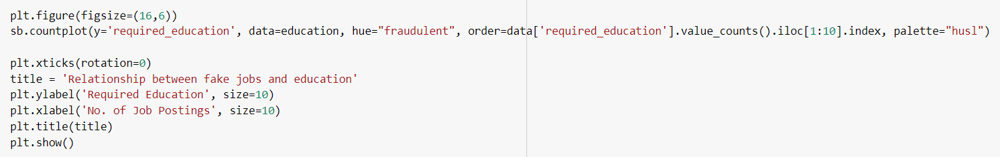 plt.figure(figsize=(16,6))
sb.countplot(y='required_education', data=education, hue="fraudulent", order=data['required_education'].value_counts().iloc[1:10].index, palette="husl")
plt.xticks(rotation=0)
title = 'Relationship between fake jobs and education'
plt.ylabel('Required Education', size=10)
plt.xlabel('No. of Job Postings', size=10)
plt.title(title)
plt.show()